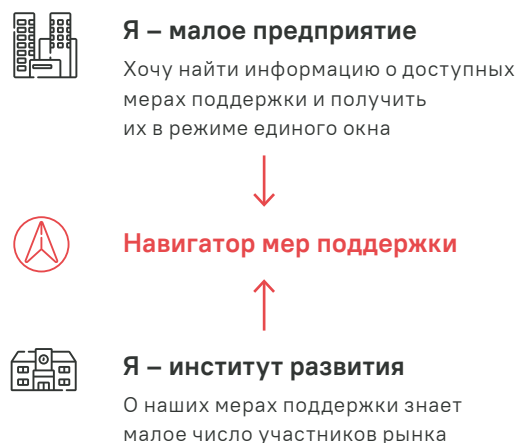 Я – малое предприятие
Хочу найти информацию о доступных
мерах поддержки и получить
их в режиме единого окна
Навигатор мер поддержки
Я – институт развития
О наших мерах поддержки знает
малое число участников рынка